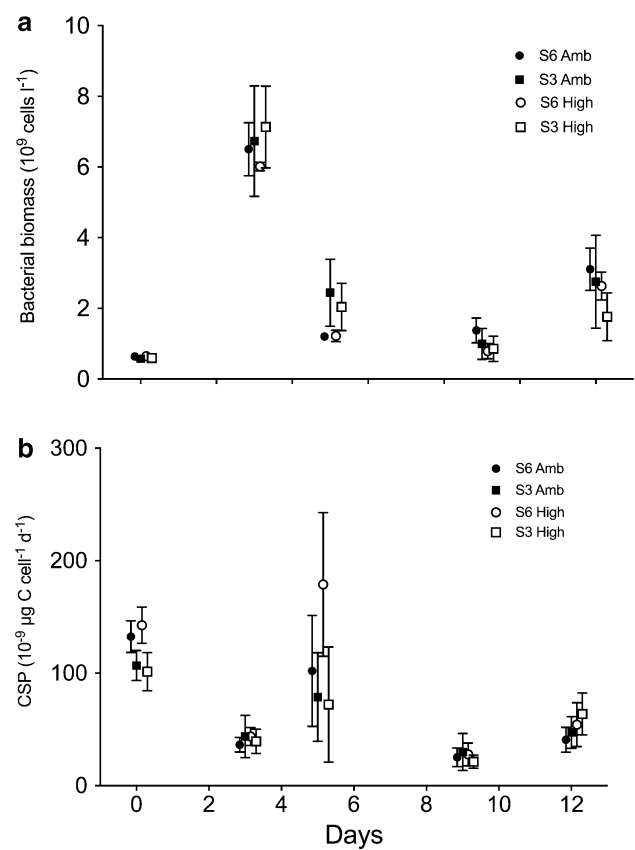 a
Bacterial biomass (10⁹ cells l⁻¹)
10
8
6
4
2
0
S6 Amb
S3 Amb
S6 High
S3 High
b
CSP (10⁻⁹ µg C cell⁻¹ d⁻¹)
300
200
100
0
S6 Amb
S3 Amb
S6 High
S3 High
0 2 4 6 8 10 12
Days